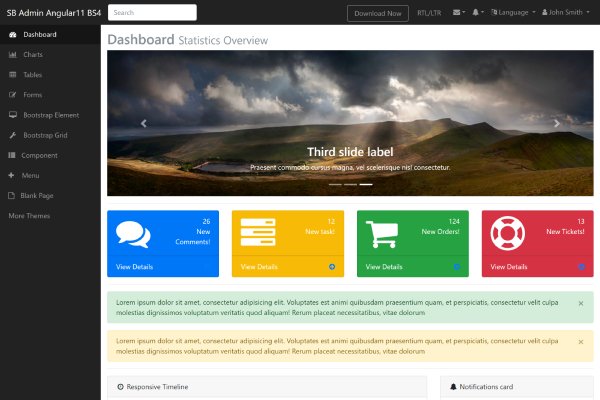 SB Admin Angular11 BS4
Search
Download Now
RTL/LTR
Language
John Smith
Dashboard
Charts
Tables
Forms
Bootstrap Element
Bootstrap Grid
Component
Menu
Blank Page
More Themes
Dashboard Statistics Overview
Third slide label
Praesent commodo cursus magna, vel scelerisque nisl consectetur.
26
New
Comments!
View Details
12
New task!
View Details
124
New Orders!
View Details
13
New Tickets!
View Details
Lorem ipsum dolor sit amet, consectetur adipisicing elit. Voluptates est animi quibusdam praesentium quam, et perspiciatis, consectetur velit culpa
molestias dignissimos voluptatum veritatis quod aliquam! Rerum placeat necessitatibus, vitae dolorum
×
Lorem ipsum dolor sit amet, consectetur adipisicing elit. Voluptates est animi quibusdam praesentium quam, et perspiciatis, consectetur velit culpa
molestias dignissimos voluptatum veritatis quod aliquam! Rerum placeat necessitatibus, vitae dolorum
×
Responsive Timeline
Notifications card